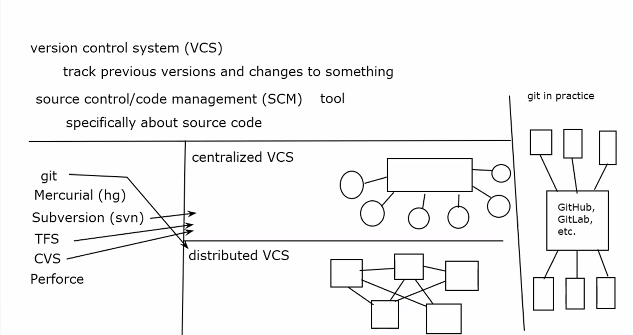 version control system (VCS)
track previous versions and changes to something
source control/code management (SCM) tool
specifically about source code
git in practice
centralized VCS
git
Mercurial (hg)
Subversion (svn)
TFS
CVS
Perforce
distributed VCS
GitHub,
GitLab,
etc.